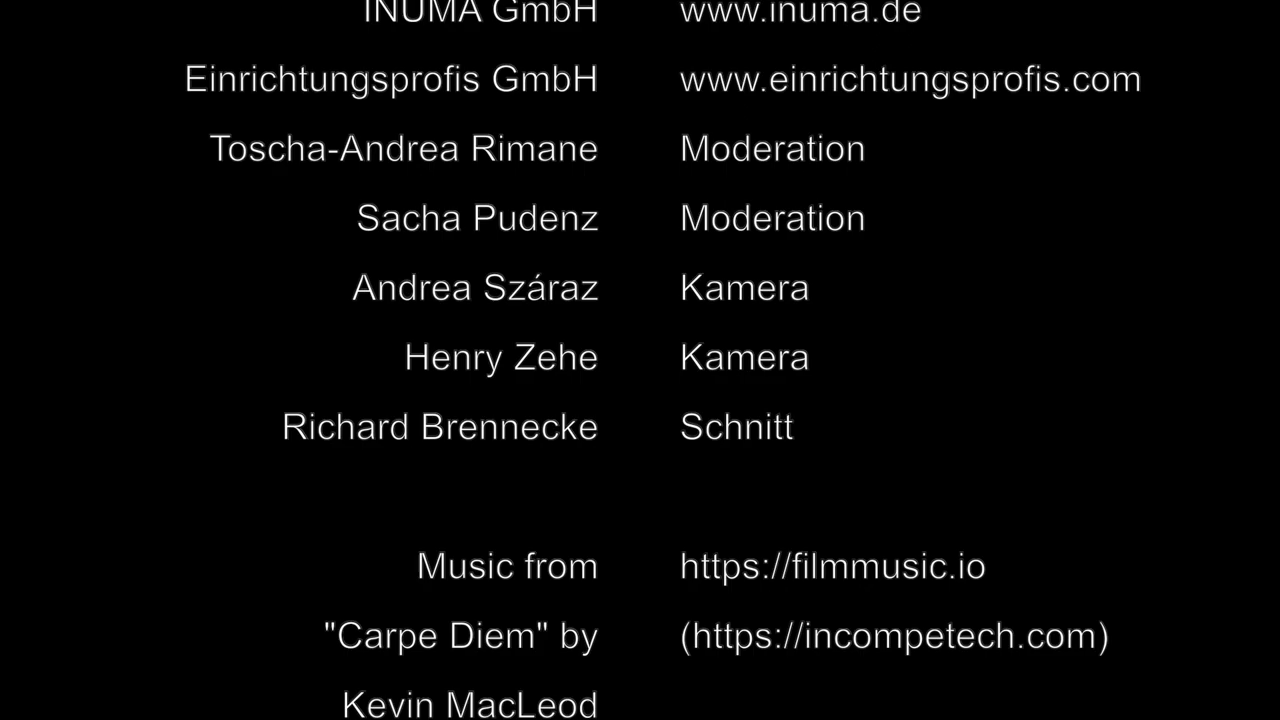 INUMA GmbH www.inuma.de
Einrichtungsprofis GmbH www.einrichtungsprofis.com
Toscha-Andrea Rimane Moderation
Sacha Pudenz Moderation
Andrea Száraz Kamera
Henry Zehe Kamera
Richard Brennecke Schnitt
Music from https://filmmusic.io
"Carpe Diem" by (https://incompetech.com)
Kevin MacLeod